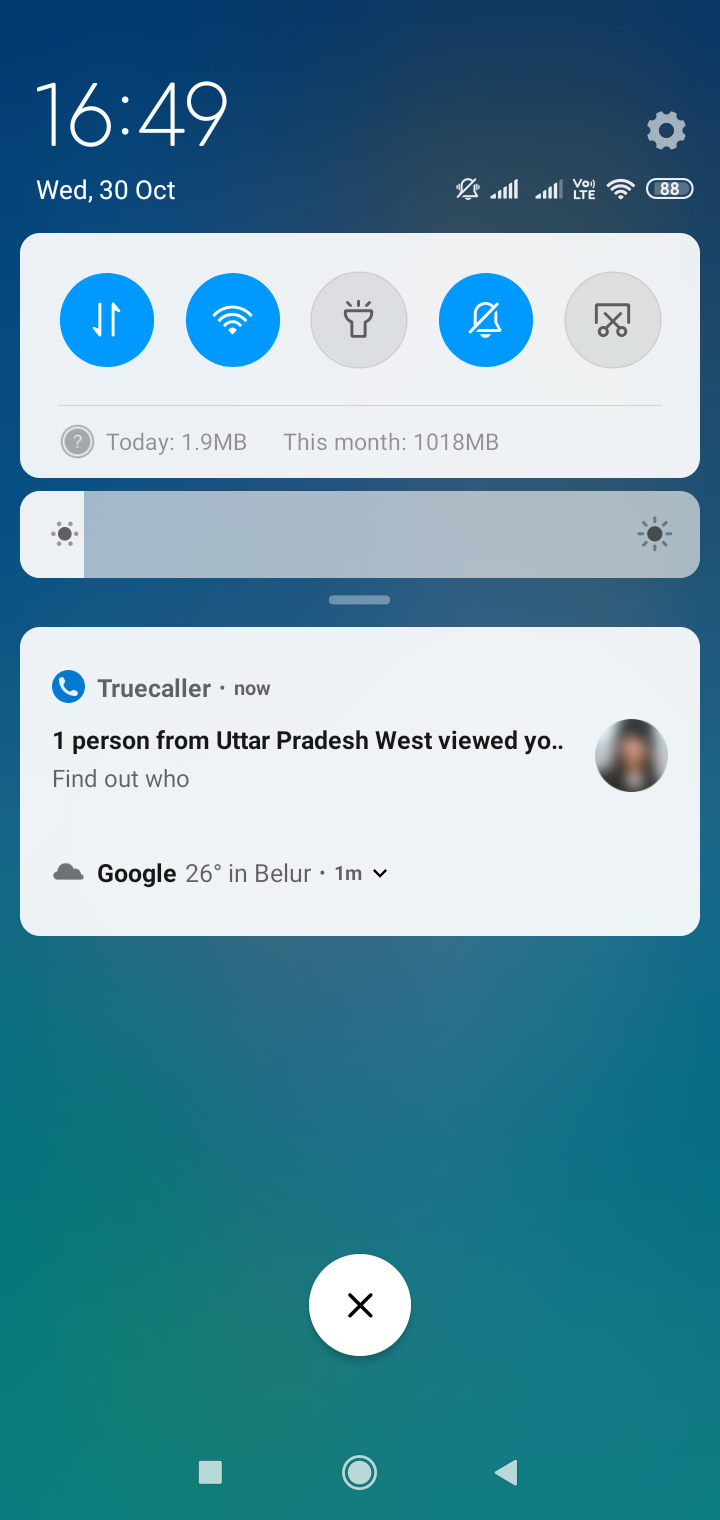 16:49
Wed, 30 Oct
Vo) LTE 88
? Today: 1.9MB This month: 1018MB
Truecaller · now
1 person from Uttar Pradesh West viewed yo..
Find out who
Google 26° in Belur · 1m